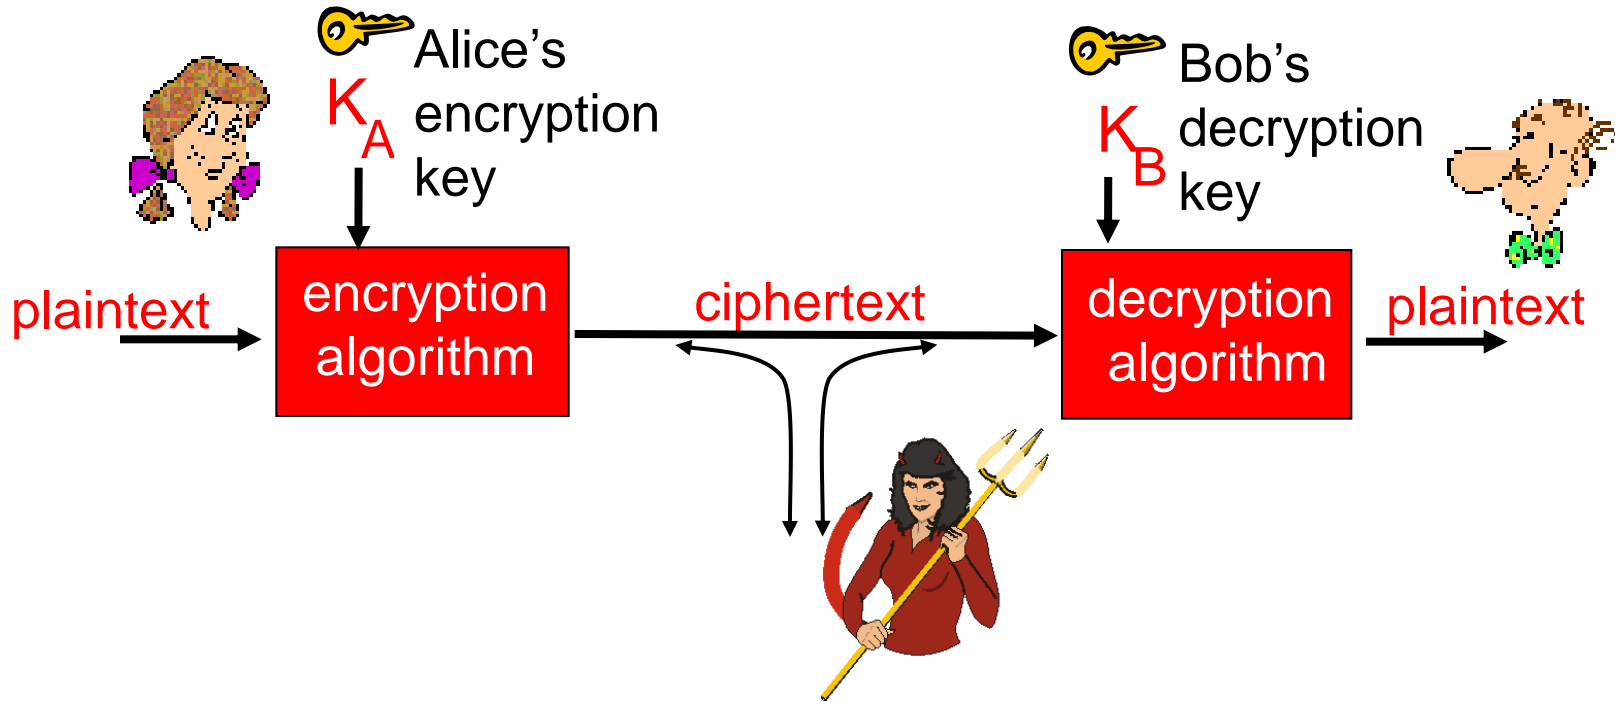 Alice’s
encryption
key
K
A
Bob’s
decryption
key
K
B
plaintext
encryption
algorithm
ciphertext
decryption
algorithm
plaintext